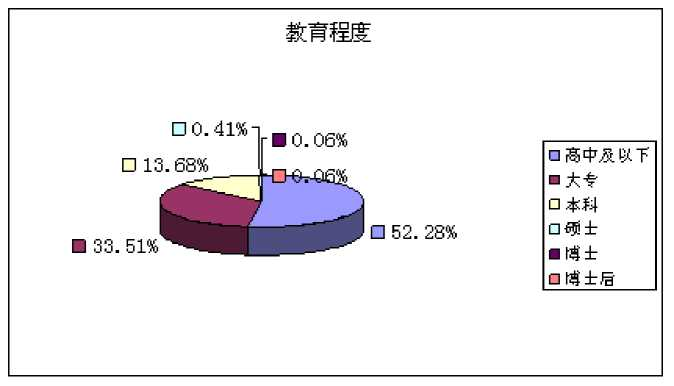 教育程度
0.41%
0.06%
13.68%
0.06%
52.28%
33.51%
高中及以下
大专
本科
硕士
博士
博士后